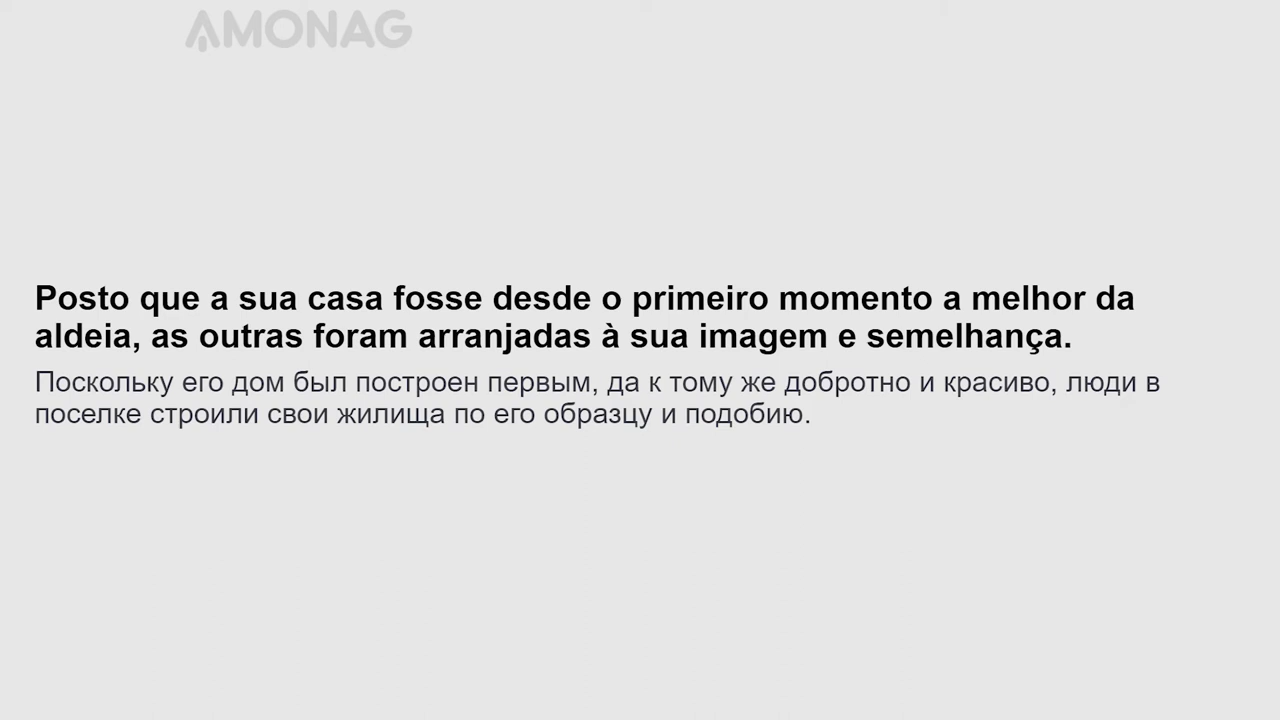 AMONAG
Posto que a sua casa fosse desde o primeiro momento a melhor da
aldeia, as outras foram arranjadas à sua imagem e semelhança.
Поскольку его дом был построен первым, да к тому же добротно и красиво, люди в
поселке строили свои жилища по его образцу и подобию.